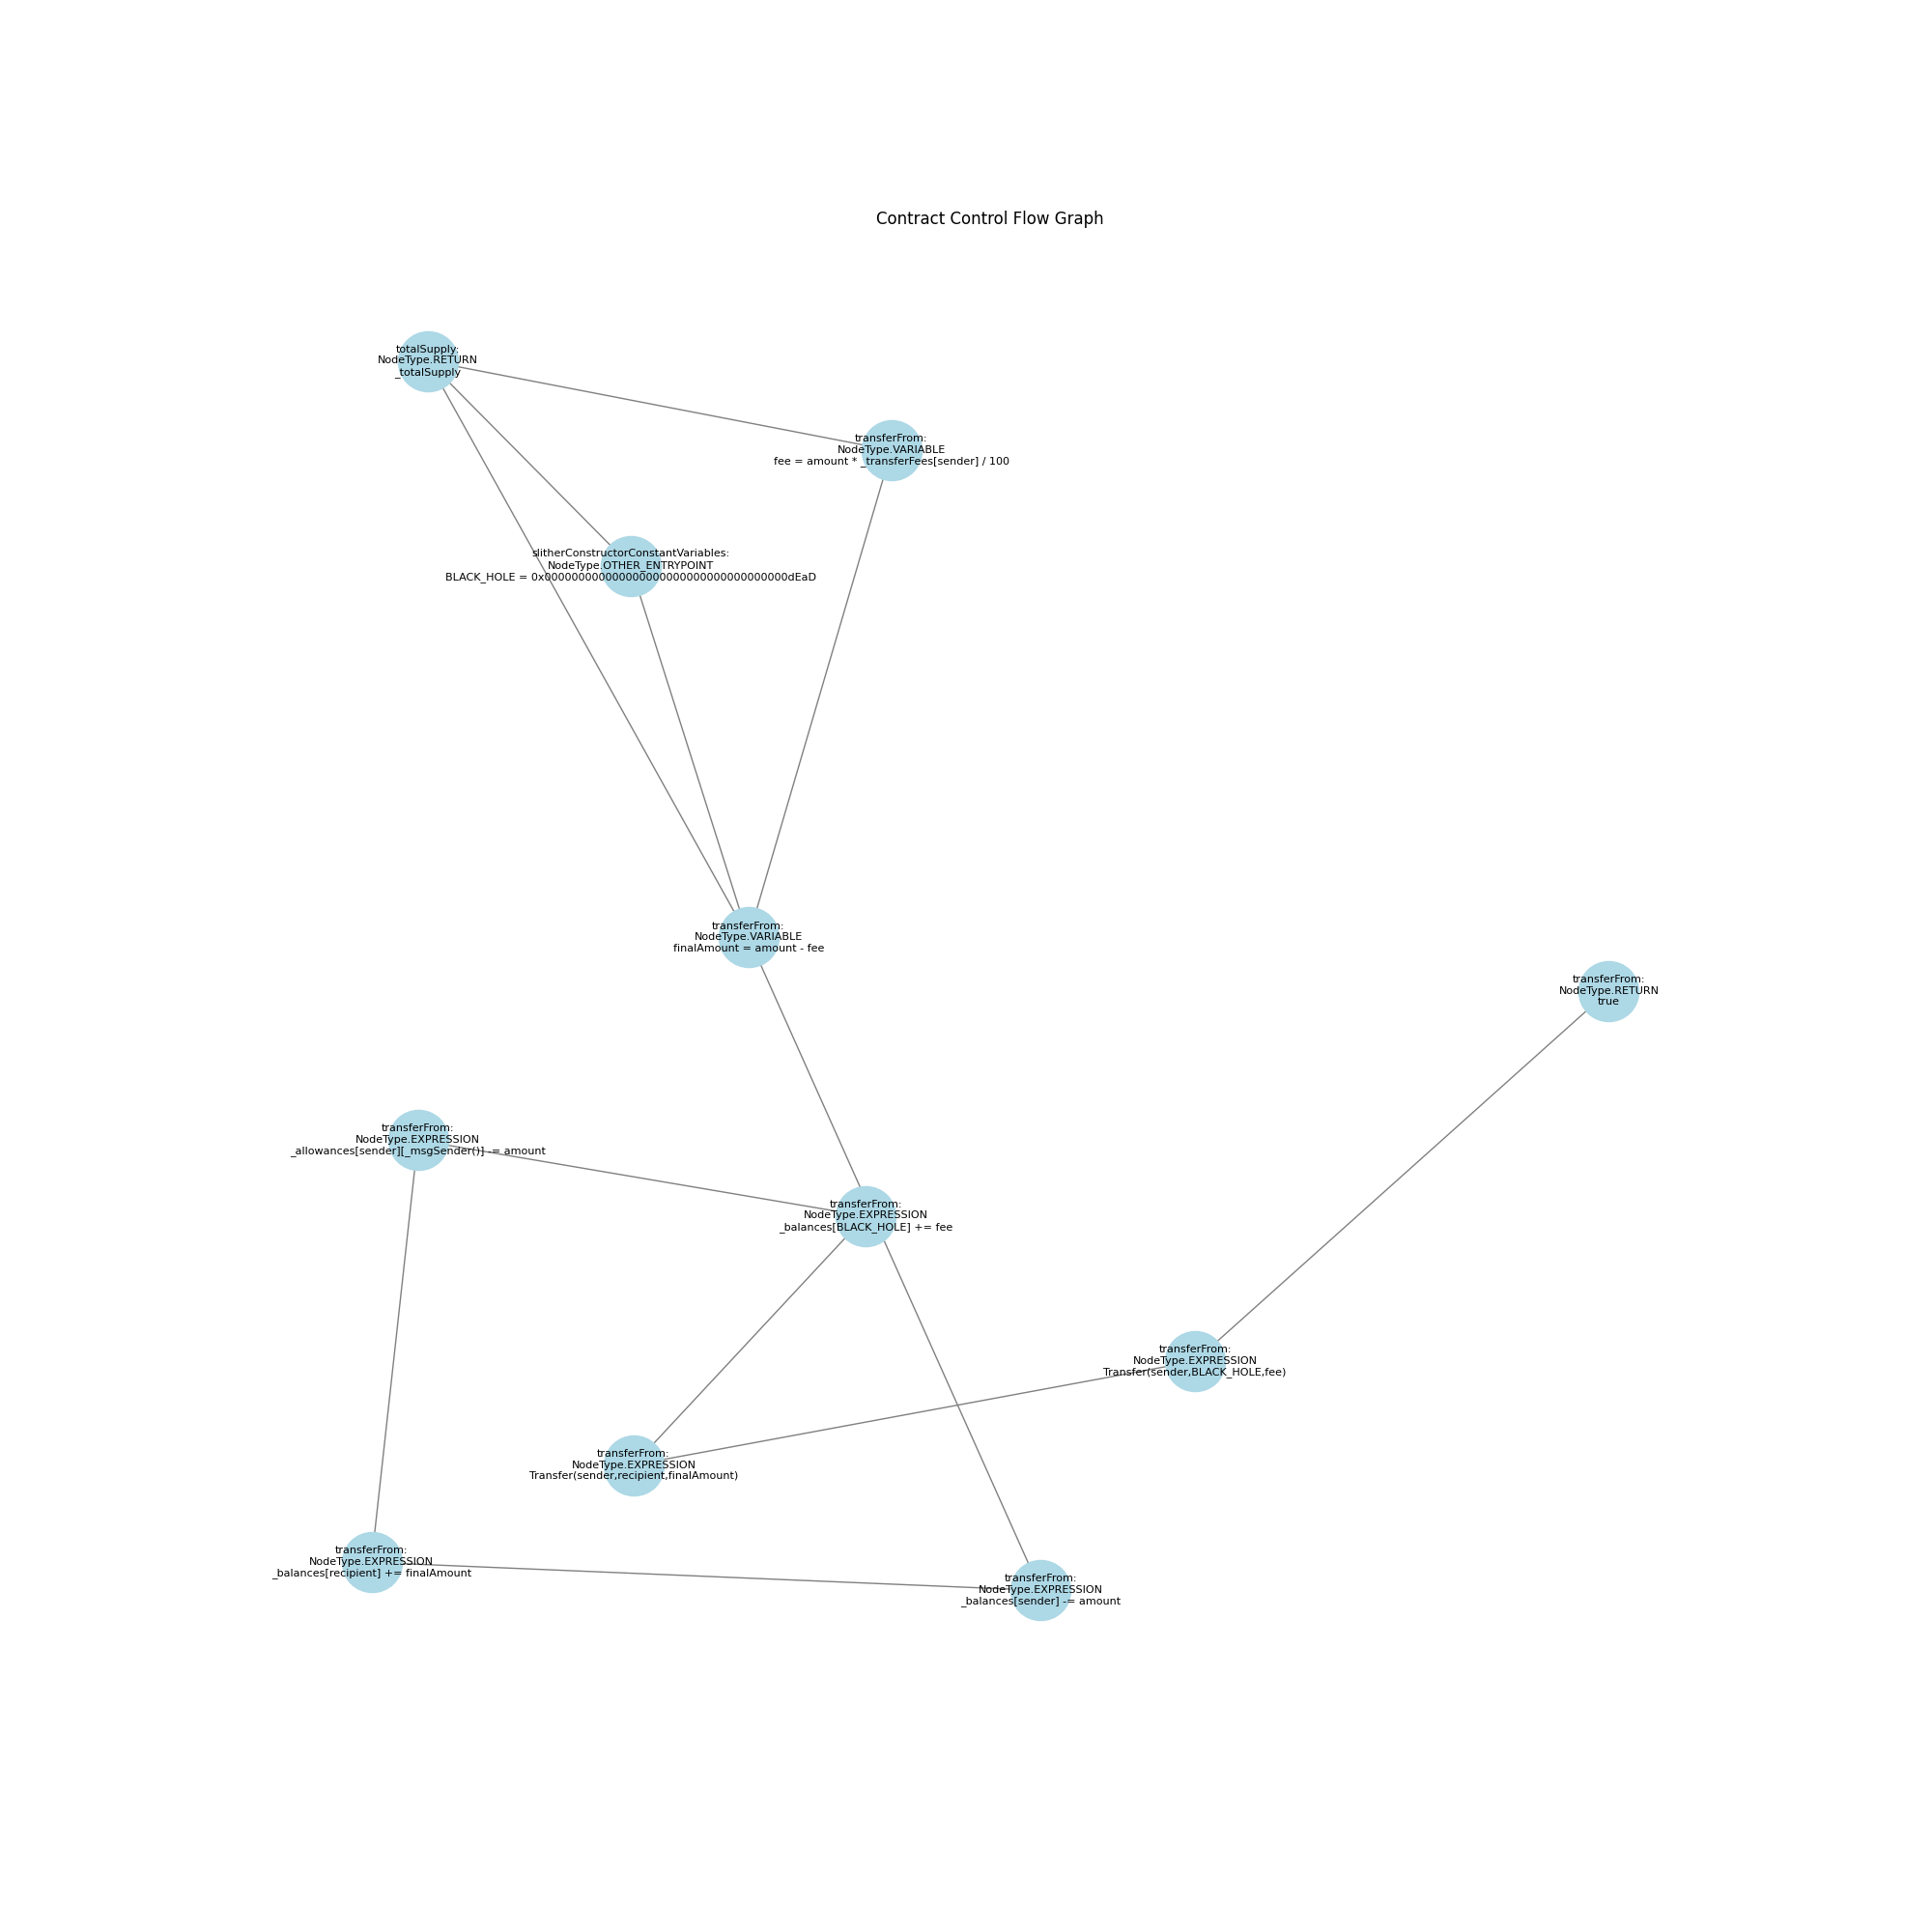 Contract Control Flow Graph
totalSupply:
NodeType.RETURN
_totalSupply
transferFrom:
NodeType.VARIABLE
fee = amount * _transferFees[sender] / 100
slitherConstructorConstantVariables:
NodeType.OTHER_ENTRYPOINT
BLACK_HOLE = 0x000000000000000000000000000000000000dEaD
transferFrom:
NodeType.VARIABLE
finalAmount = amount - fee
transferFrom:
NodeType.RETURN
true
transferFrom:
NodeType.EXPRESSION
_allowances[sender][_msgSender()] -= amount
transferFrom:
NodeType.EXPRESSION
_balances[BLACK_HOLE] += fee
transferFrom:
NodeType.EXPRESSION
Transfer(sender,BLACK_HOLE,fee)
transferFrom:
NodeType.EXPRESSION
Transfer(sender,recipient,finalAmount)
transferFrom:
NodeType.EXPRESSION
_balances[recipient] += finalAmount
transferFrom:
NodeType.EXPRESSION
_balances[sender] -= amount